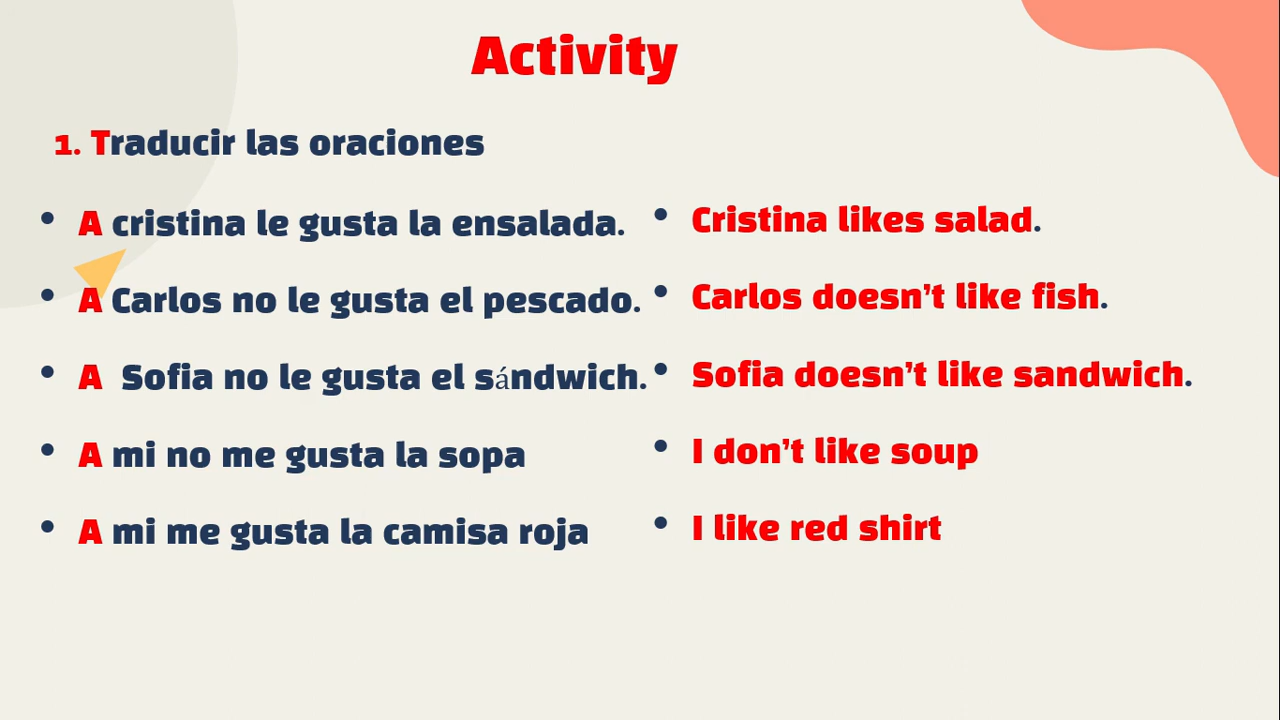 Activity
1. Traducir las oraciones
• A cristina le gusta la ensalada.
• A Carlos no le gusta el pescado.
• A Sofia no le gusta el sándwich.
• A mi no me gusta la sopa
• A mi me gusta la camisa roja
• Cristina likes salad.
• Carlos doesn't like fish.
• Sofia doesn't like sandwich.
• I don't like soup
• I like red shirt